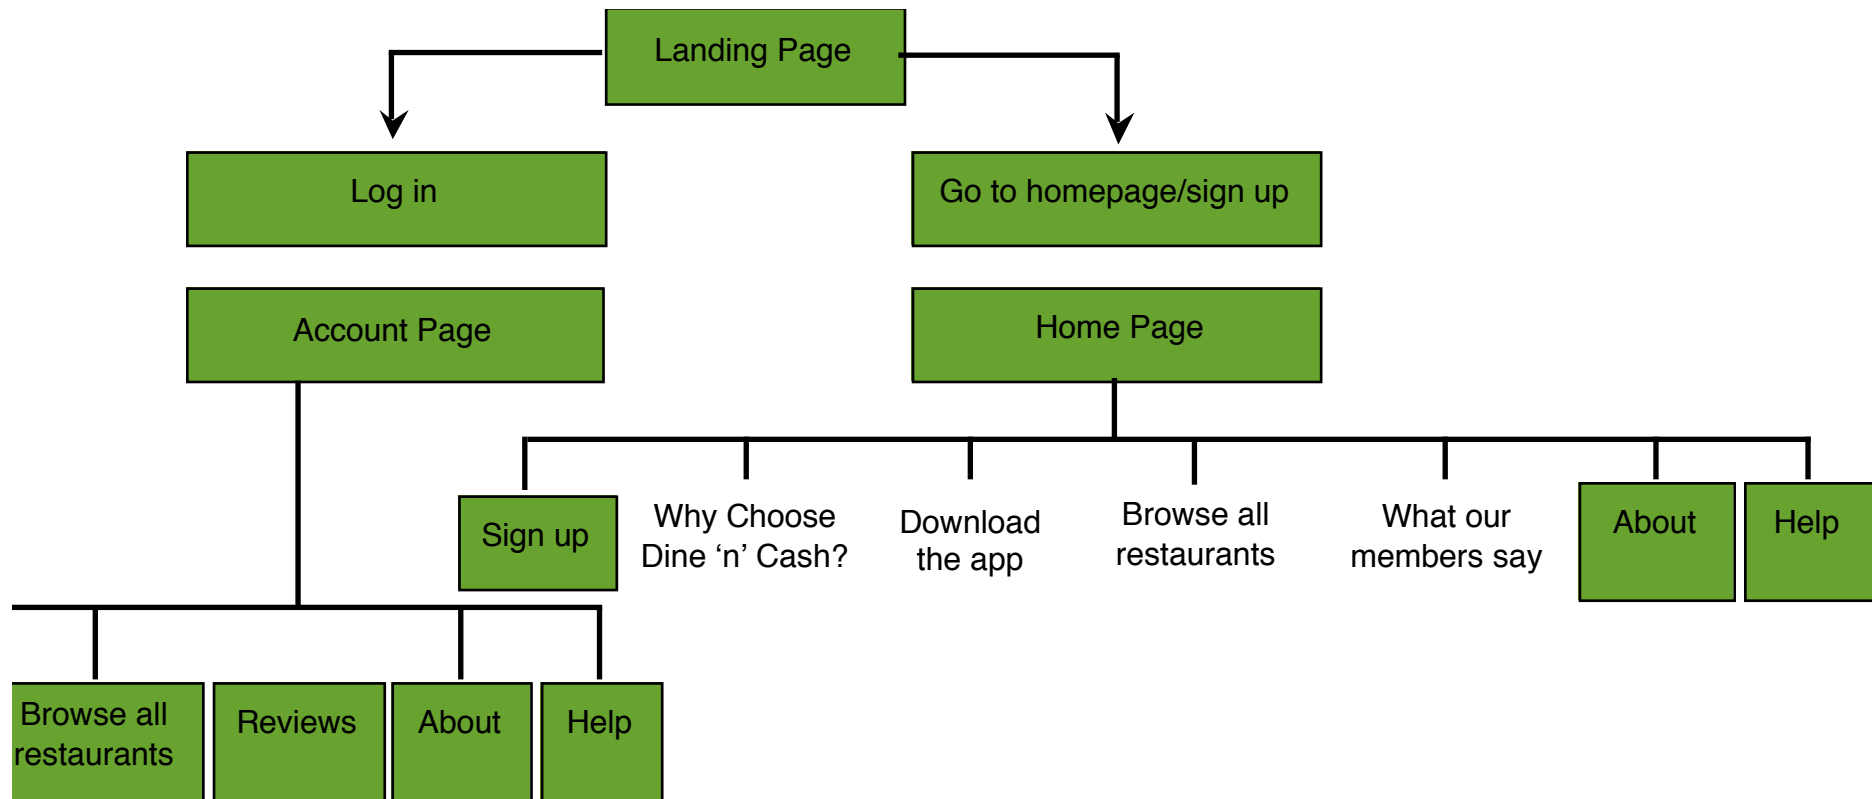 Landing Page
Log in
Go to homepage/sign up
Account Page
Home Page
Sign up
Why Choose
Dine ‘n’ Cash?
Download
the app
Browse all
restaurants
What our
members say
About
Help
Browse all
restaurants
Reviews
About
Help